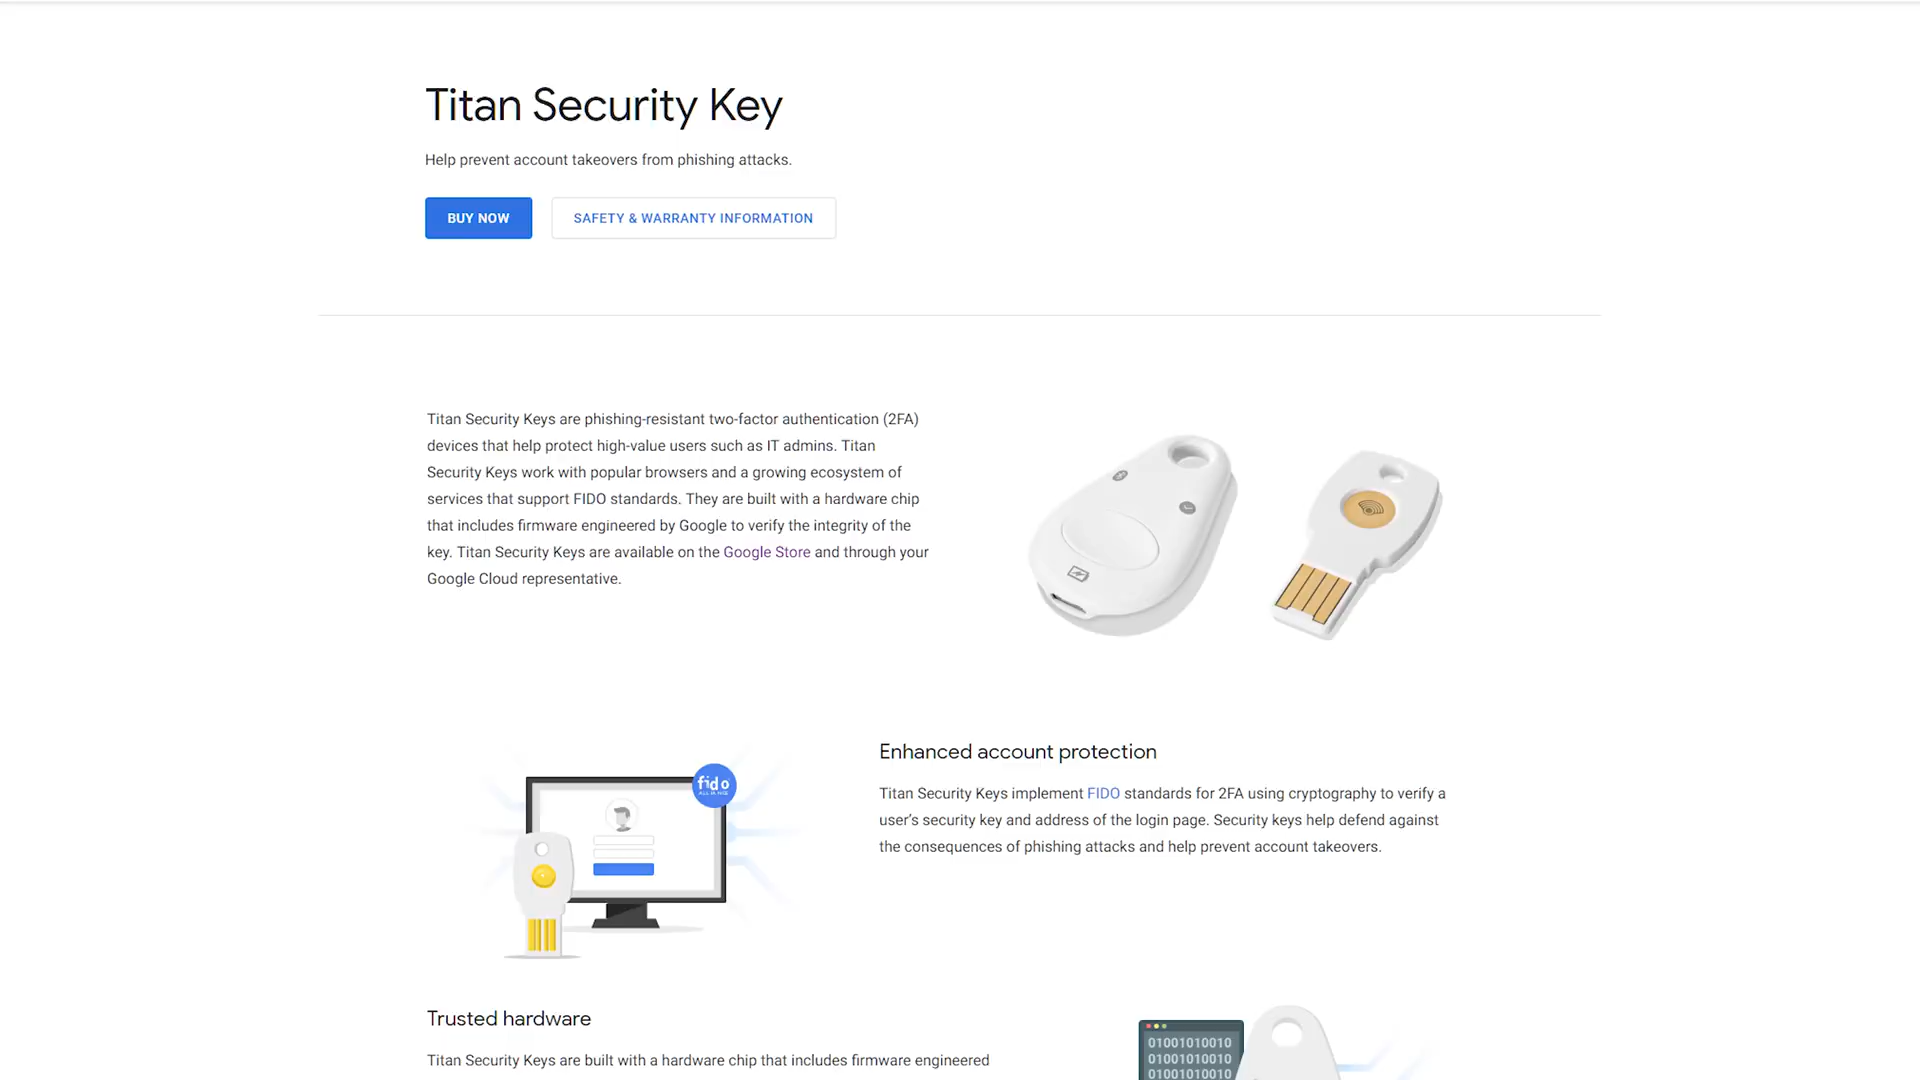 Titan Security Key
Help prevent account takeovers from phishing attacks.
BUY NOW
SAFETY & WARRANTY INFORMATION
Titan Security Keys are phishing-resistant two-factor authentication (2FA)
devices that help protect high-value users such as IT admins. Titan
Security Keys work with popular browsers and a growing ecosystem of
services that support FIDO standards. They are built with a hardware chip
that includes firmware engineered by Google to verify the integrity of the
key. Titan Security Keys are available on the Google Store and through your
Google Cloud representative.
fido
Enhanced account protection
Titan Security Keys implement FIDO standards for 2FA using cryptography to verify a
user’s security key and address of the login page. Security keys help defend against
the consequences of phishing attacks and help prevent account takeovers.
Trusted hardware
Titan Security Keys are built with a hardware chip that includes firmware engineered
01001010010
01001010010
01001010010